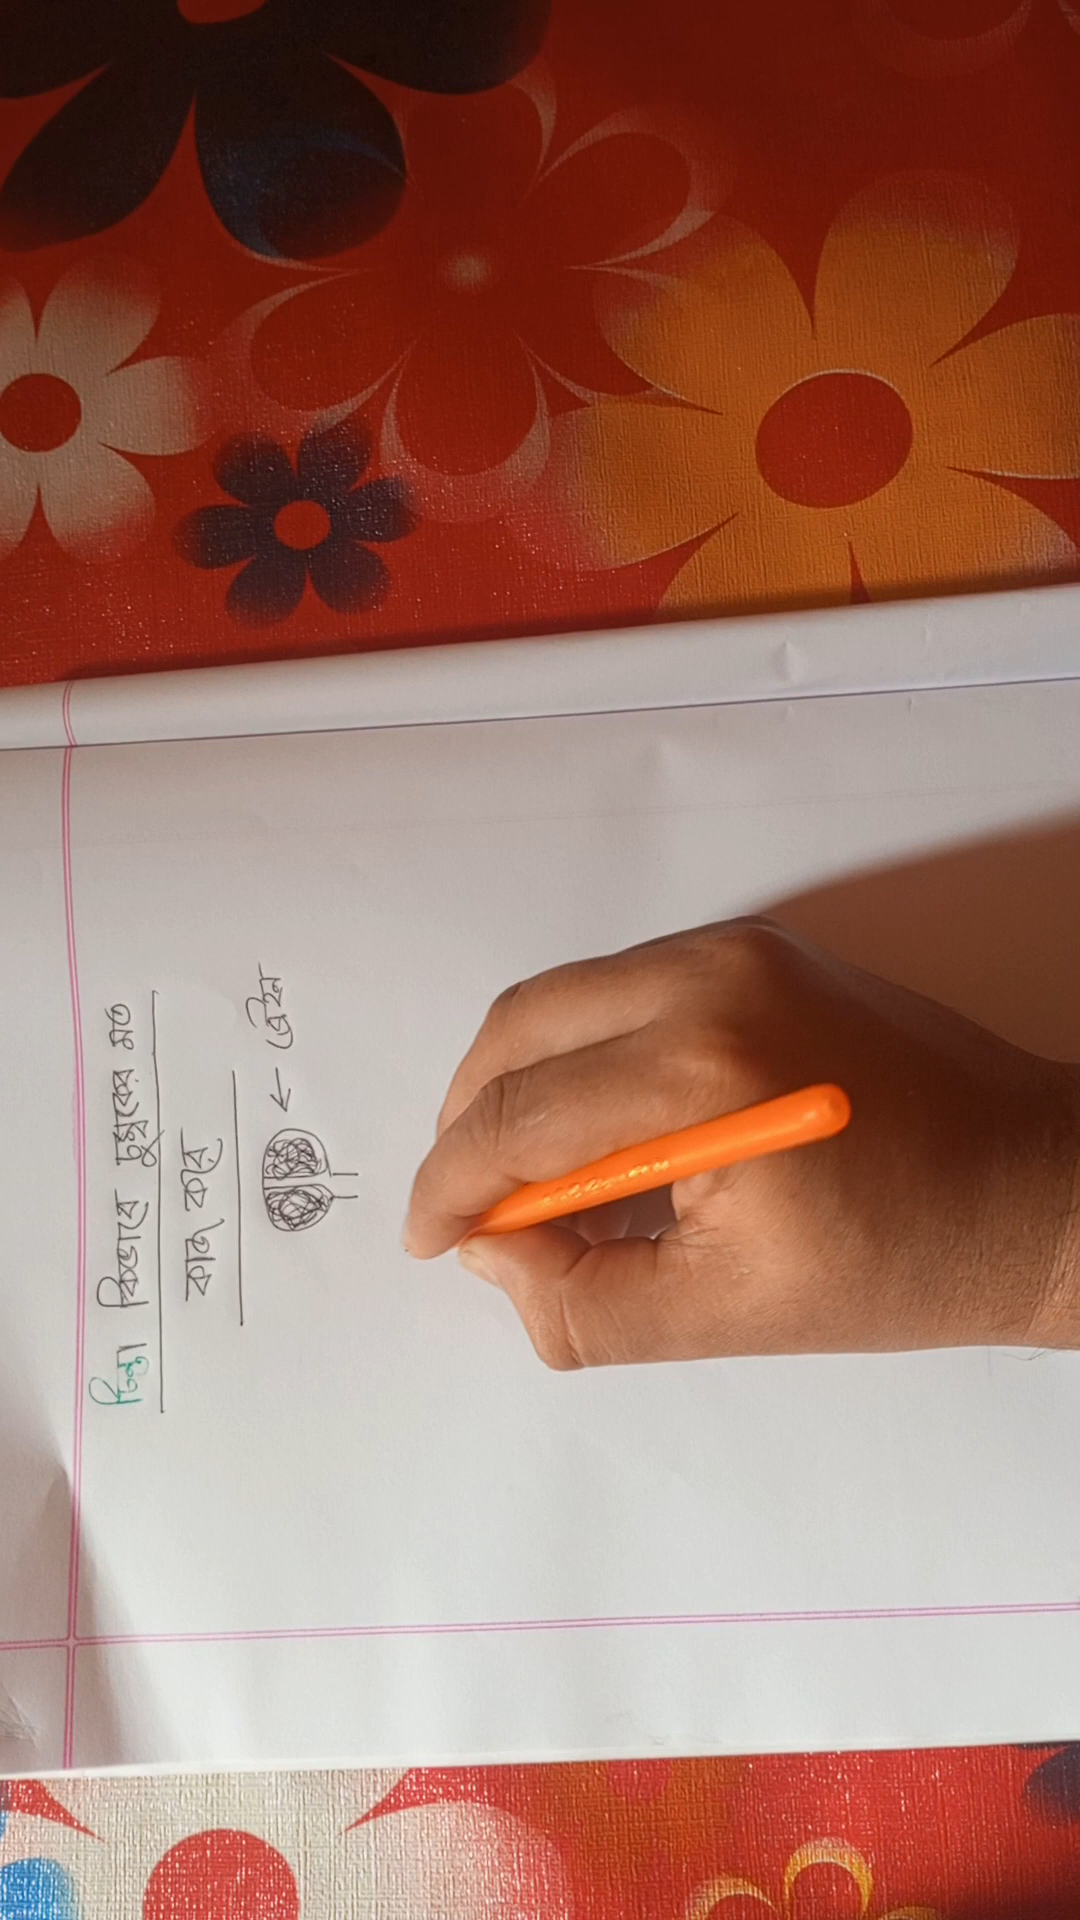 চিন্তা কিভাবে চুম্বকের মত
কাজ করে
← ব্রেইন